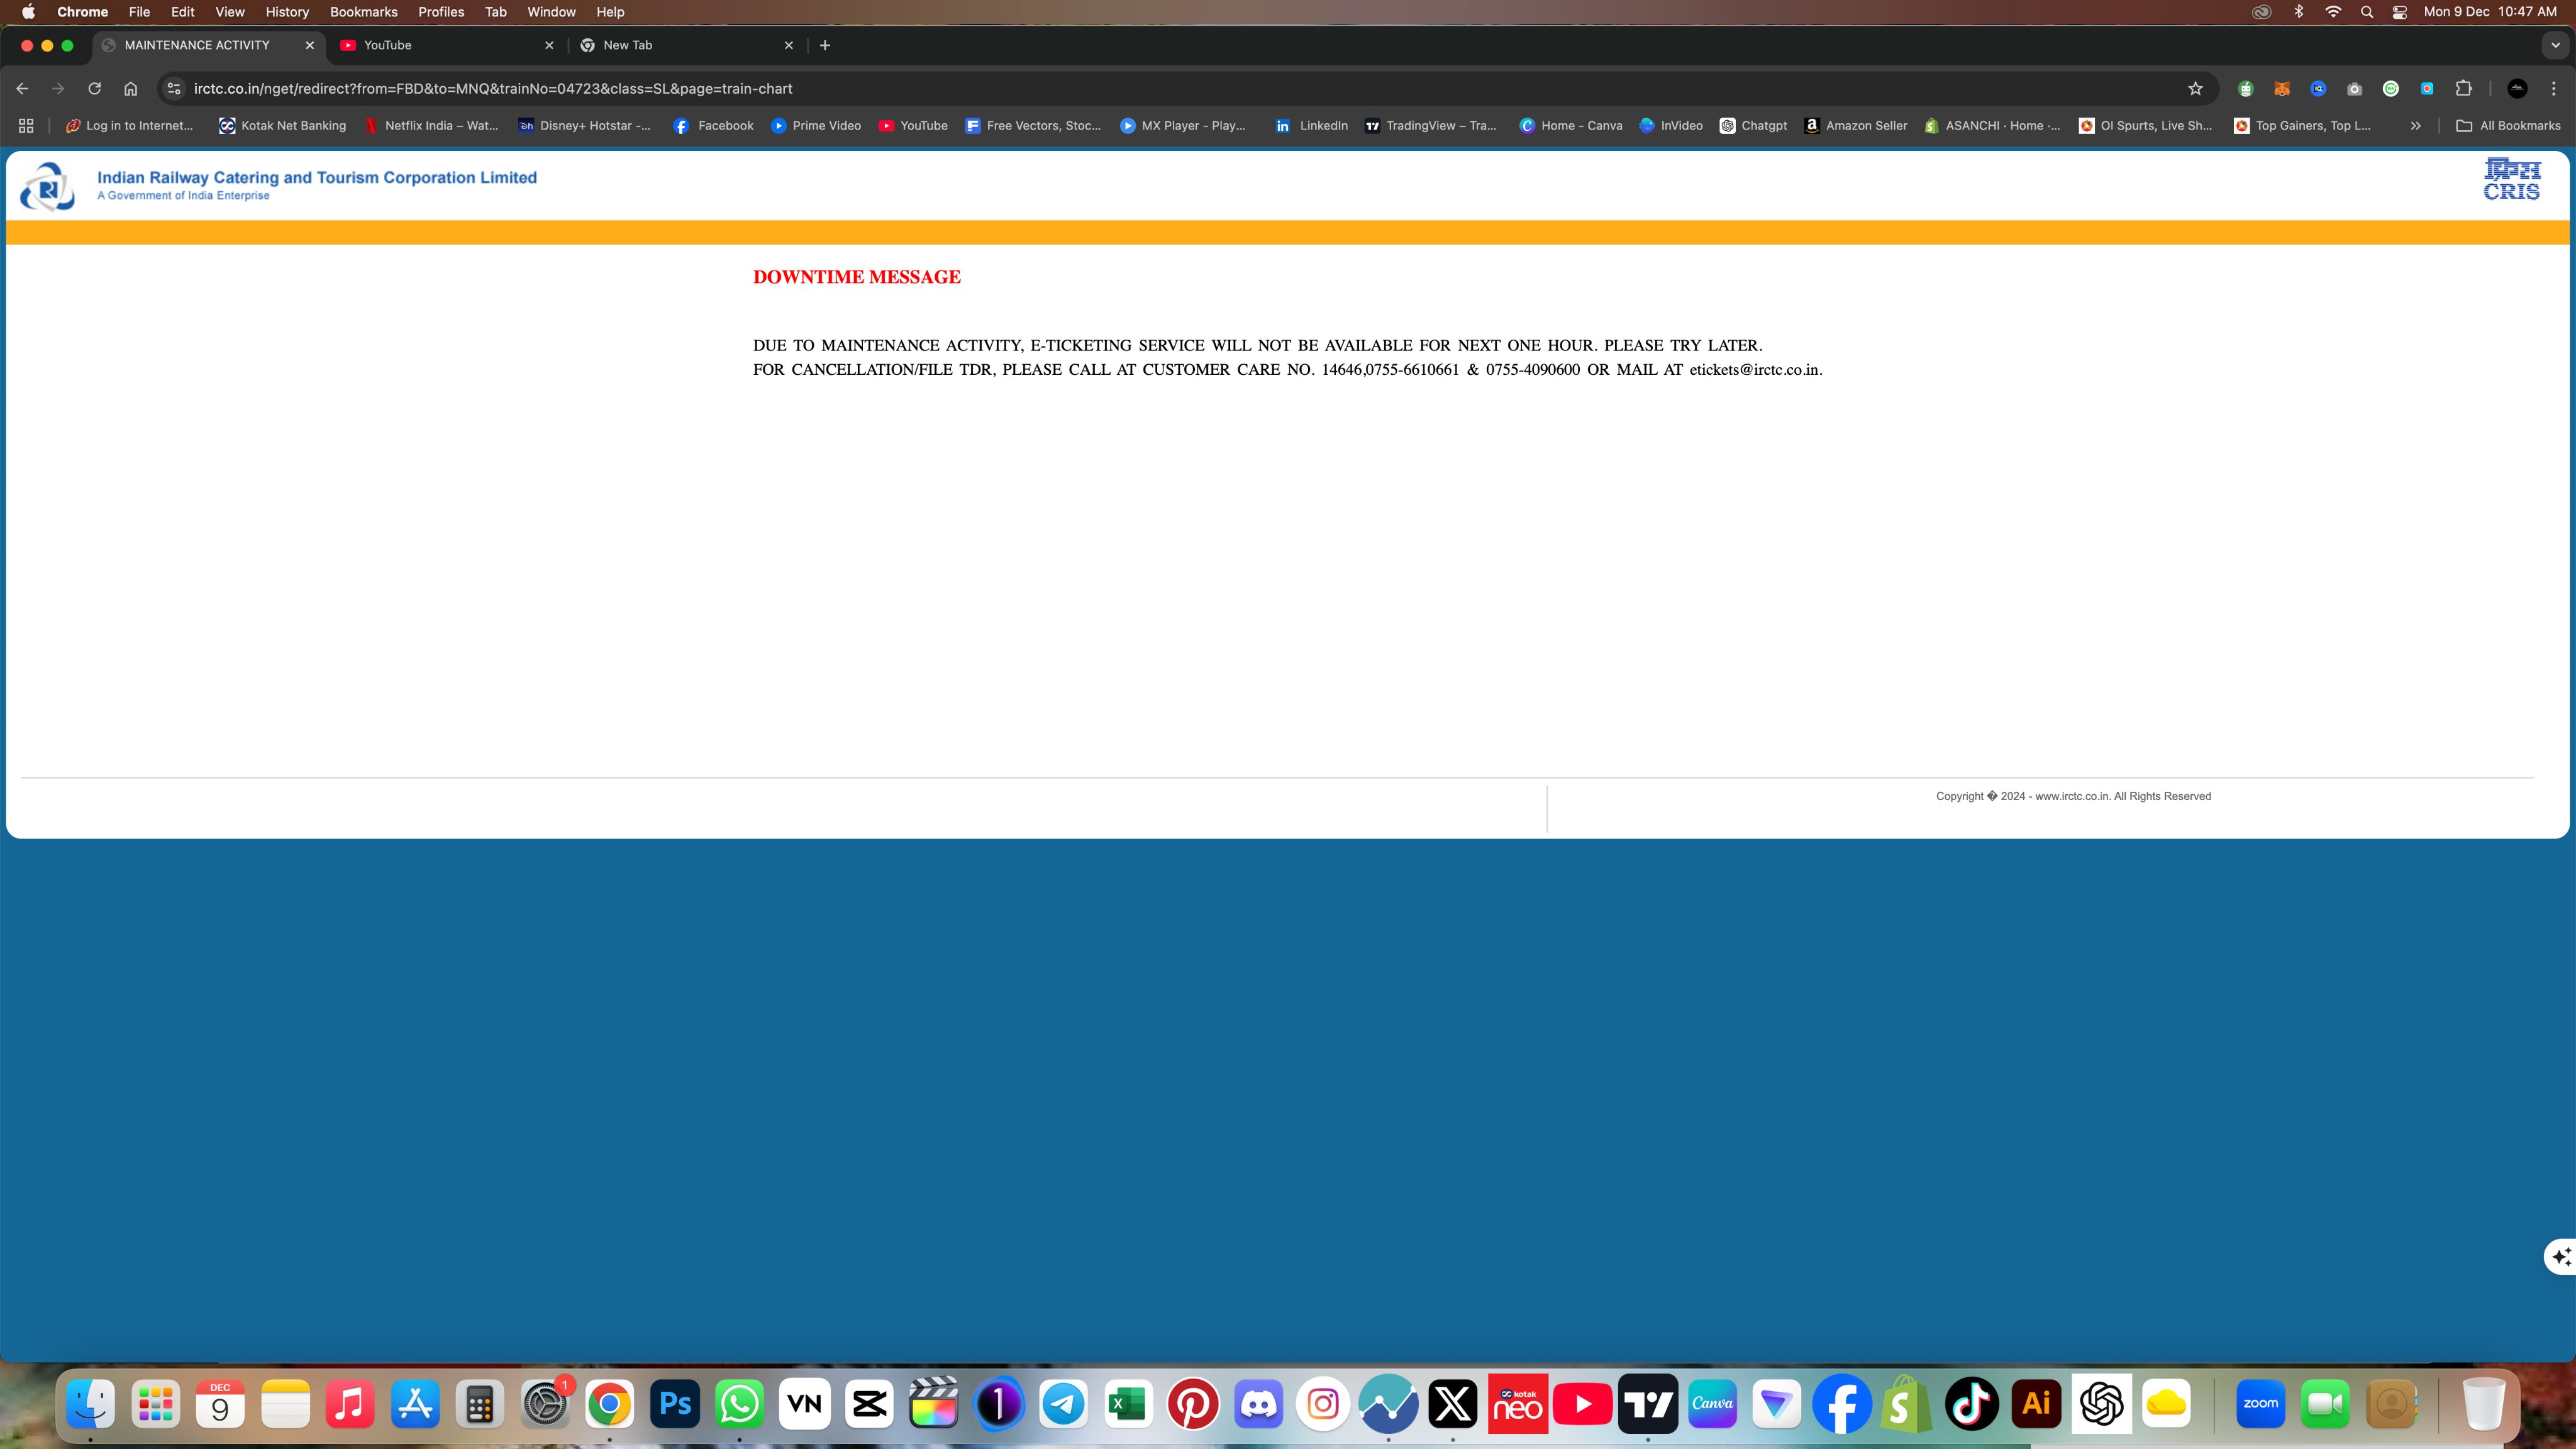 Chrome File Edit View History Bookmarks Profiles Tab Window Help Mon 9 Dec 10:47 AM
MAINTENANCE ACTIVITY YouTube New Tab
irctc.co.in/nget/redirect?from=FBD&to=MNQ&trainNo=04723&class=SL&page=train-chart
Log in to Internet... Kotak Net Banking Netflix India – Wat... Disney+ Hotstar -... Facebook Prime Video YouTube Free Vectors, Stoc... MX Player - Play... LinkedIn TradingView – Tra... Home - Canva InVideo Chatgpt Amazon Seller ASANCHI · Home ·... OI Spurts, Live Sh... Top Gainers, Top L... All Bookmarks
Indian Railway Catering and Tourism Corporation Limited
A Government of India Enterprise
क्रिस
CRIS
DOWNTIME MESSAGE
DUE TO MAINTENANCE ACTIVITY, E-TICKETING SERVICE WILL NOT BE AVAILABLE FOR NEXT ONE HOUR. PLEASE TRY LATER.
FOR CANCELLATION/FILE TDR, PLEASE CALL AT CUSTOMER CARE NO. 14646,0755-6610661 & 0755-4090600 OR MAIL AT etickets@irctc.co.in.
Copyright � 2024 - www.irctc.co.in. All Rights Reserved
DEC
9
1
Ps
VN
1
X
kotak
neo
Canva
Ai
zoom